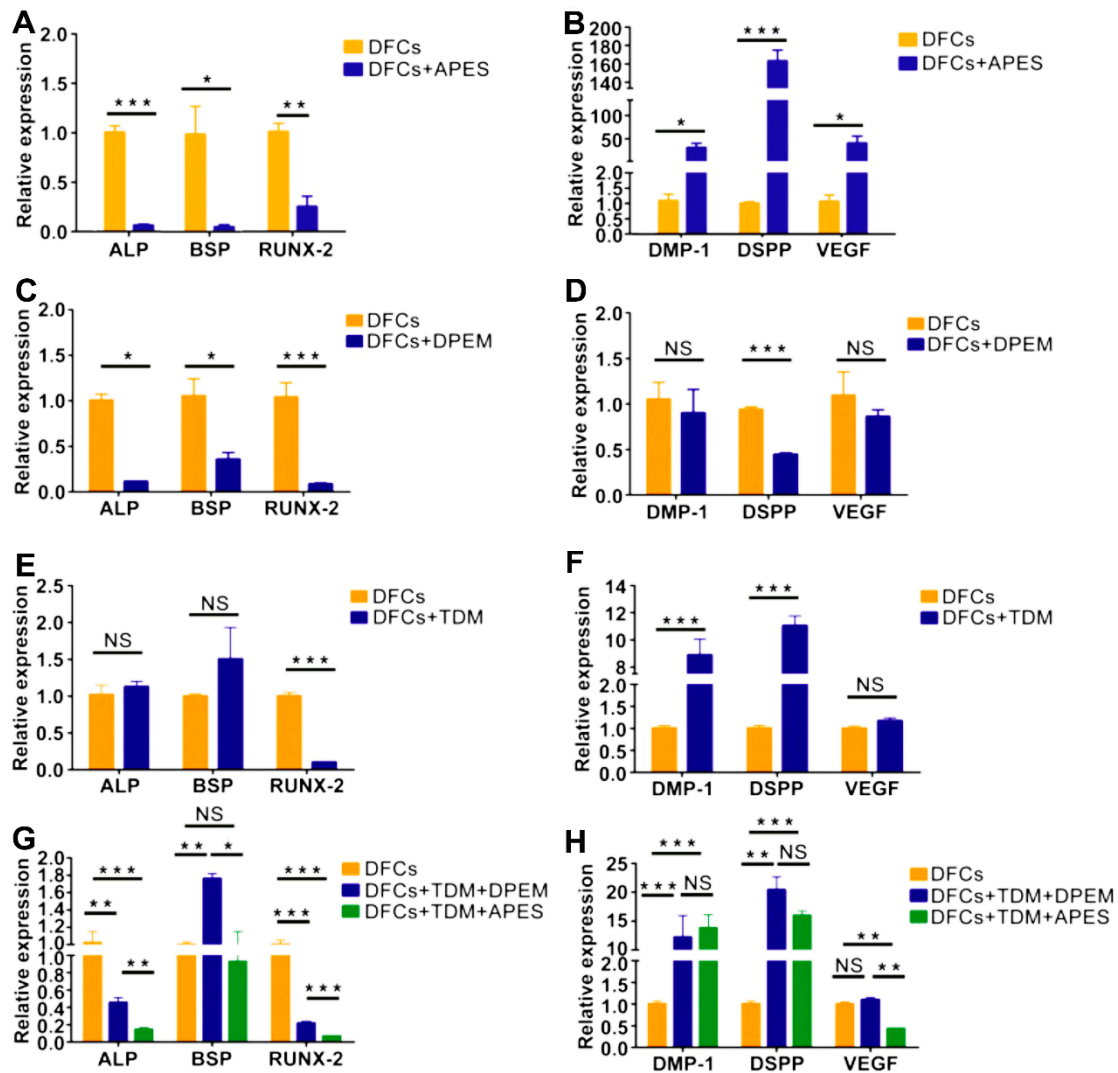 A
Relative expression
2.0
1.5
1.0
0.5
0.0
DFCs
DFCs+APES
***
*
**
ALP BSP RUNX-2
B
Relative expression
200
180
160
140
100
50
2.0
1.5
1.0
0.5
0.0
DFCs
DFCs+APES
*
***
*
DMP-1 DSPP VEGF
C
Relative expression
2.0
1.5
1.0
0.5
0.0
DFCs
DFCs+DPEM
*
*
***
ALP BSP RUNX-2
D
Relative expression
2.0
1.5
1.0
0.5
0.0
DFCs
DFCs+DPEM
NS
***
NS
DMP-1 DSPP VEGF
E
Relative expression
2.5
2.0
1.5
1.0
0.5
0.0
DFCs
DFCs+TDM
NS
NS
***
ALP BSP RUNX-2
F
Relative expression
14
12
10
8
6
4
2.0
1.5
1.0
0.5
0.0
DFCs
DFCs+TDM
***
***
NS
DMP-1 DSPP VEGF
G
Relative expression
2.0
1.8
1.6
1.4
1.2
1.0
1.0
0.8
0.6
0.4
0.2
0.0
DFCs
DFCs+TDM+DPEM
DFCs+TDM+APES
***
**
**
NS
**
*
***
***
***
ALP BSP RUNX-2
H
Relative expression
25
20
15
10
2.0
1.5
1.0
0.5
0.0
DFCs
DFCs+TDM+DPEM
DFCs+TDM+APES
***
***
NS
***
**
NS
**
NS
**
DMP-1 DSPP VEGF